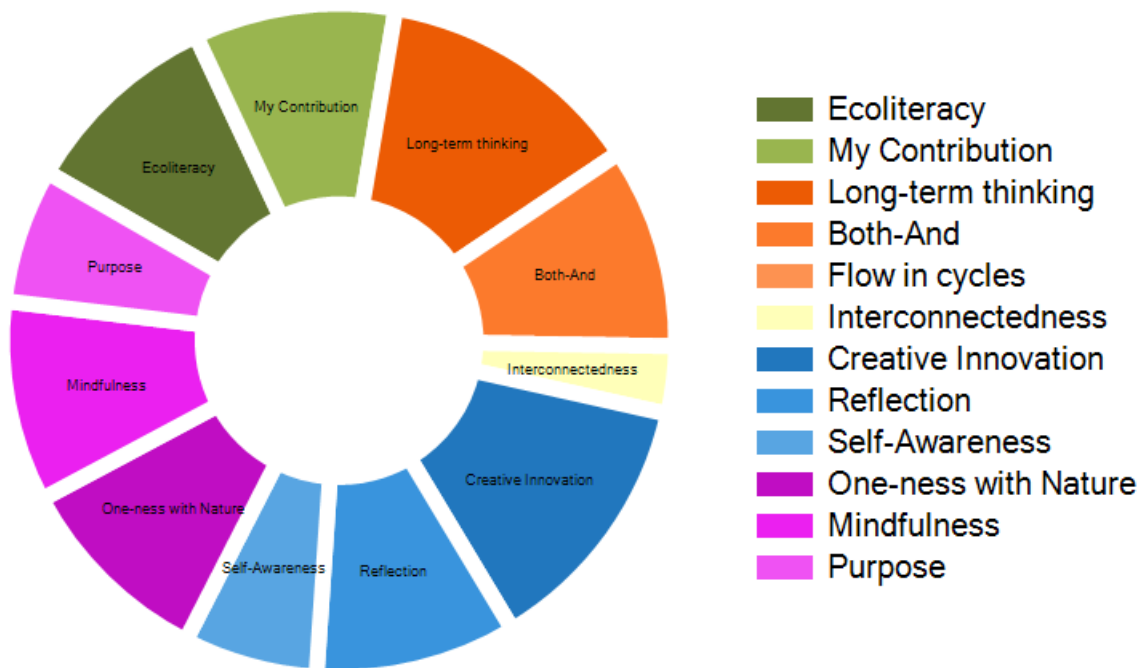 My Contribution
Long-term thinking
Ecoliteracy
Purpose
Both-And
Mindfulness
Interconnectedness
Creative Innovation
One-ness with Nature
Self-Awareness
Reflection
Ecoliteracy
My Contribution
Long-term thinking
Both-And
Flow in cycles
Interconnectedness
Creative Innovation
Reflection
Self-Awareness
One-ness with Nature
Mindfulness
Purpose